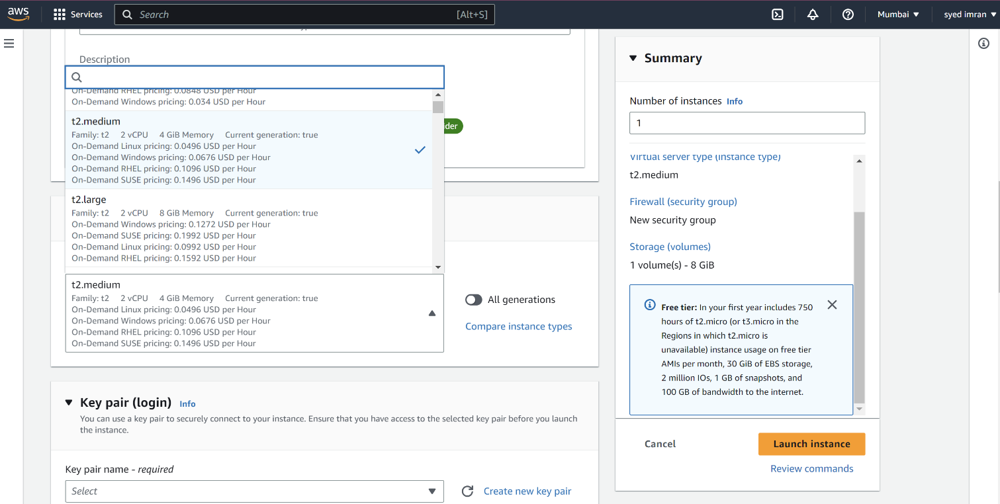 aws
Services
Search
[Alt+S]
Mumbai
syed imran
Description
On-Demand RHEL pricing: 0.0848 USD per Hour
On-Demand Windows pricing: 0.034 USD per Hour
t2.medium
Family: t2 2 vCPU 4 GiB Memory Current generation: true
On-Demand Linux pricing: 0.0496 USD per Hour
On-Demand Windows pricing: 0.0676 USD per Hour
On-Demand RHEL pricing: 0.1096 USD per Hour
On-Demand SUSE pricing: 0.1496 USD per Hour
t2.large
Family: t2 2 vCPU 8 GiB Memory Current generation: true
On-Demand Windows pricing: 0.1272 USD per Hour
On-Demand SUSE pricing: 0.1992 USD per Hour
On-Demand Linux pricing: 0.0992 USD per Hour
On-Demand RHEL pricing: 0.1592 USD per Hour
t2.medium
Family: t2 2 vCPU 4 GiB Memory Current generation: true
On-Demand Linux pricing: 0.0496 USD per Hour
On-Demand Windows pricing: 0.0676 USD per Hour
On-Demand RHEL pricing: 0.1096 USD per Hour
On-Demand SUSE pricing: 0.1496 USD per Hour
All generations
Compare instance types
Key pair (login) Info
You can use a key pair to securely connect to your instance. Ensure that you have access to the selected key pair before you launch
the instance.
Key pair name - required
Select
Create new key pair
Summary
Number of instances Info
1
Virtual server type (instance type)
t2.medium
Firewall (security group)
New security group
Storage (volumes)
1 volume(s) - 8 GiB
Free tier: In your first year includes 750
hours of t2.micro (or t3.micro in the
Regions in which t2.micro is
unavailable) instance usage on free tier
AMIs per month, 30 GiB of EBS storage,
2 million IOs, 1 GB of snapshots, and
100 GB of bandwidth to the internet.
Cancel
Launch instance
Review commands